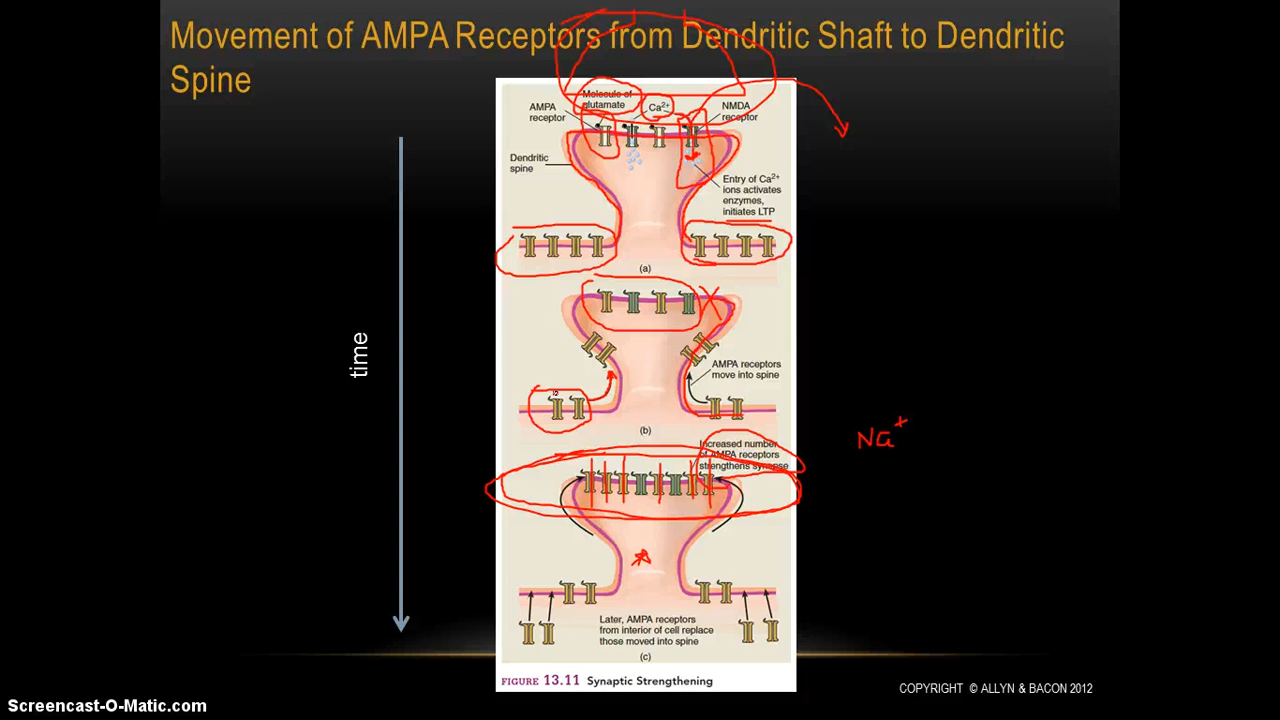 Movement of AMPA Receptors from Dendritic Shaft to Dendritic
Spine
Molecule of
glutamate
Ca2+
AMPA
receptor
NMDA
receptor
Dendritic
spine
Entry of Ca2+
ions activates
enzymes,
initiates LTP
(a)
time
AMPA receptors
move into spine
(b)
Na+
Increased number
of AMPA receptors
strengthens synapse
Later, AMPA receptors
from interior of cell replace
those moved into spine
(c)
FIGURE 13.11 Synaptic Strengthening
COPYRIGHT © ALLYN & BACON 2012
Screencast-O-Matic.com